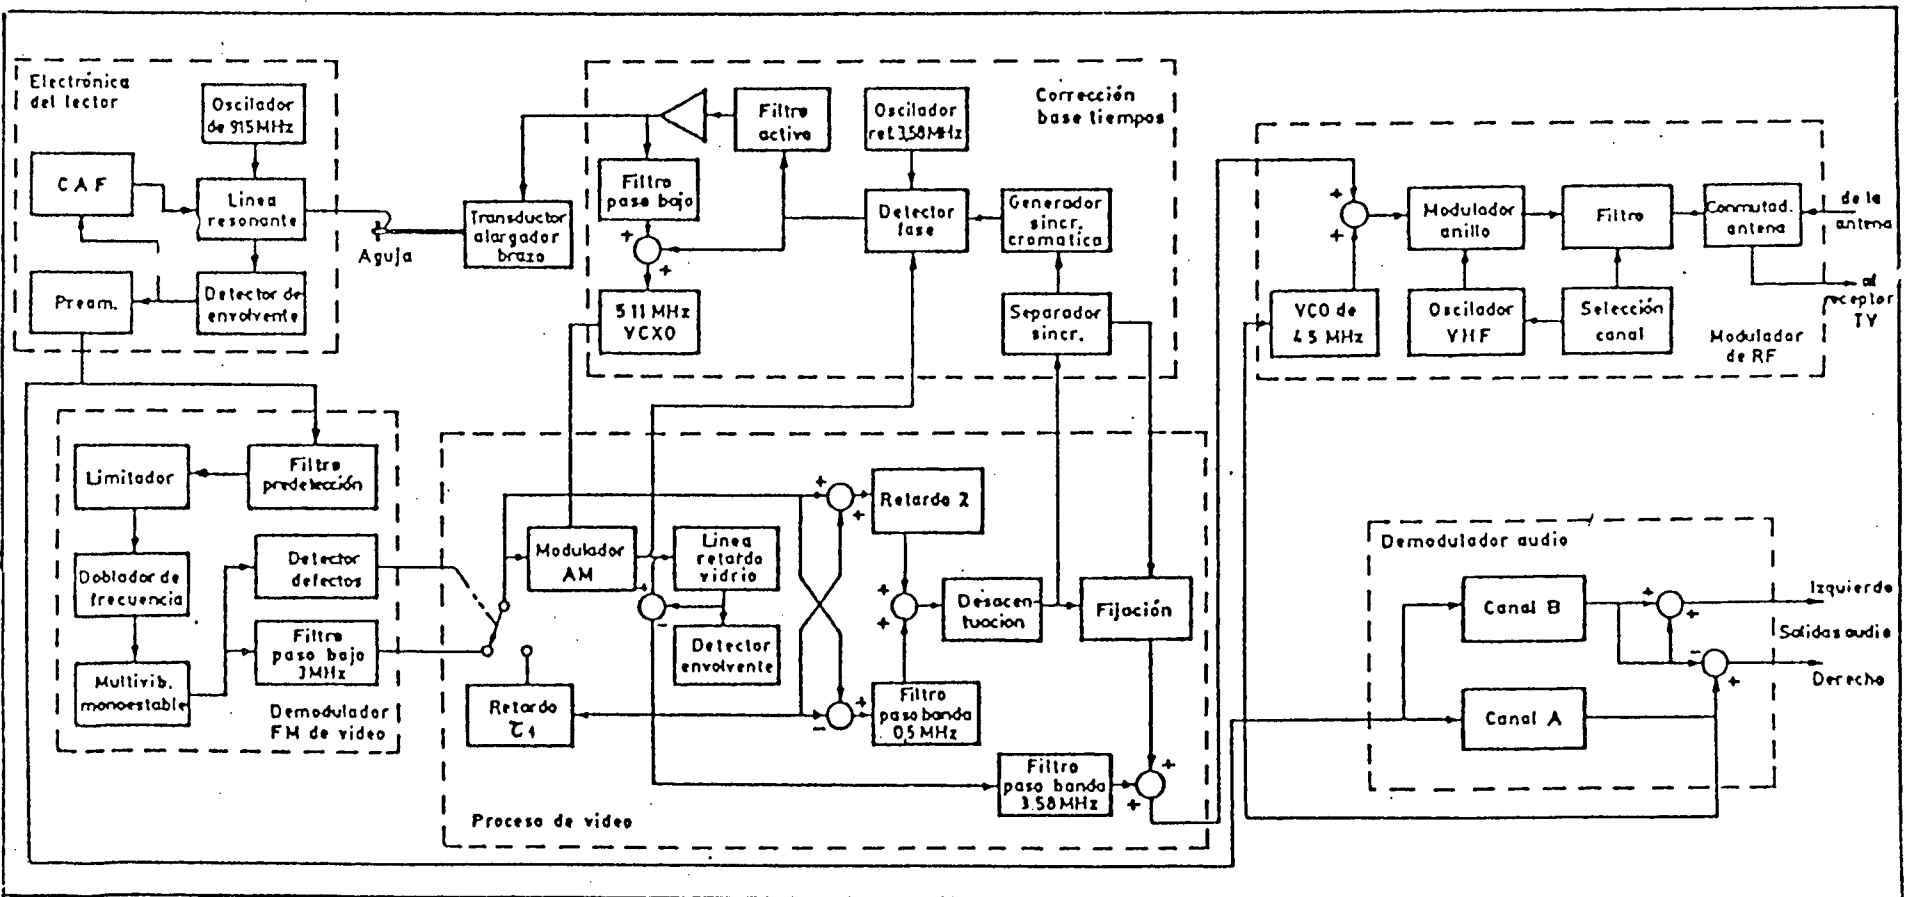 Electrónica
del lector
Oscilador
de 915 MHz
C A F
Linea
resonante
Pream.
Detector de
envolvente
Aguja
Transductor
alargador
brazo
Corrección
base tiempos
Filtro
activo
Oscilador
ref. 3,58 MHz
Filtro
paso bajo
Detector
fase
Generador
sincr.
cromatica
5.11 MHz
VCXO
Separador
sincr.
Modulador
anillo
Filtro
Conmutad.
antena
de la
antena
VCO de
4.5 MHz
Oscilador
VHF
Selección
canal
al
receptor
TV
Modulador
de RF
Limitador
Filtro
predetección
Doblador de
frecuencia
Detector
defectos
Filtro
paso bajo
3MHz
Multivib.
monoestable
Demodulador
FM de video
Modulador
AM
Linea
retardo
vidrio
Detector
envolvente
Retardo
τ1
Retardo 2
Desacen
tuacion
Fijación
Filtro
paso banda
0,5 MHz
Filtro
paso banda
3.58 MHz
Proceso de video
Demodulador audio
Canal B
Canal A
Izquierdo
Salidas audio
Derecho